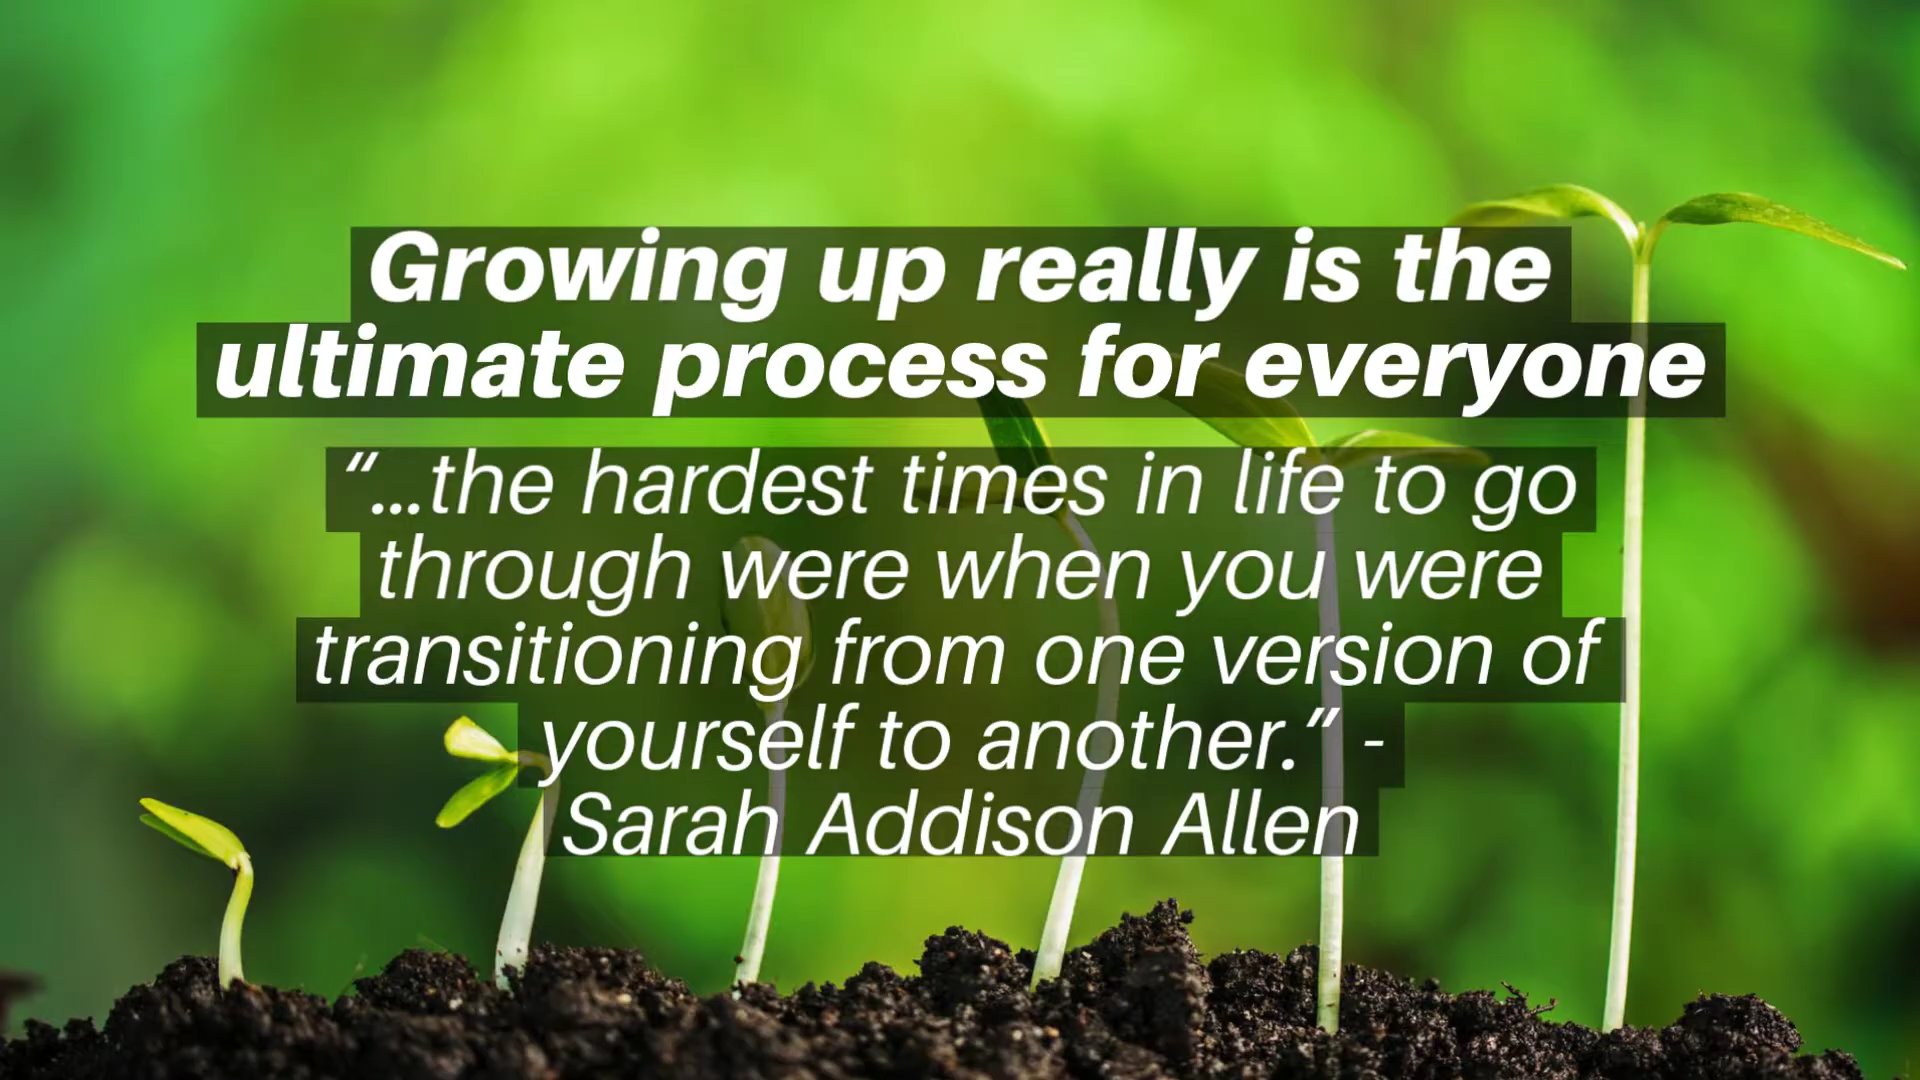 Growing up really is the
ultimate process for everyone
“...the hardest times in life to go
through were when you were
transitioning from one version of
yourself to another.” -
Sarah Addison Allen